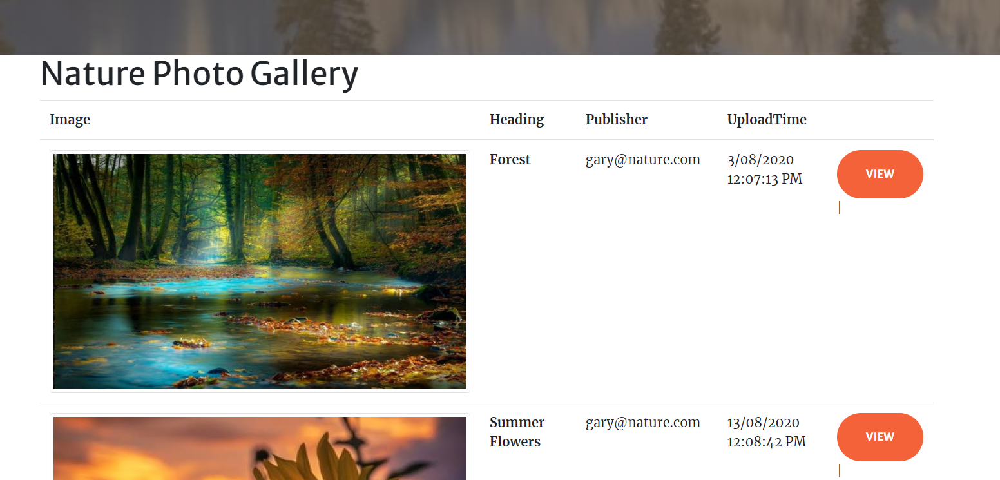 Nature Photo Gallery
Image Heading Publisher UploadTime
Forest gary@nature.com 3/08/2020 VIEW
12:07:13 PM
|
Summer gary@nature.com 13/08/2020 VIEW
Flowers 12:08:42 PM
|